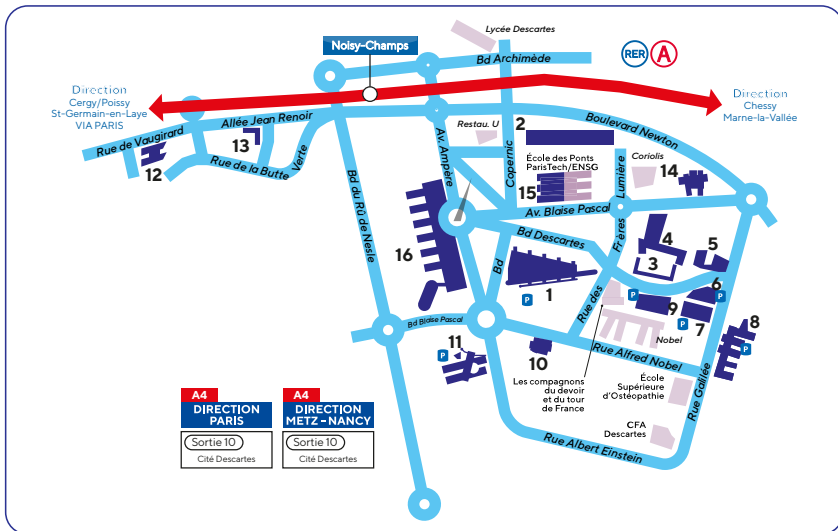 Lycée Descartes
Noisy-Champs
Bd Archimède
RER
A
Direction
Cergy/Poissy
St-Germain-en-Laye
VIA PARIS
Direction
Chessy
Marne-la-Vallée
Allée Jean Renoir
Rue de Vaugirard
13
12
Rue de la Butte Verte
Restau. U
2
Boulevard Newton
Av. Ampère
Copernic
École des Ponts
ParisTech/ENSG
15
Lumière
Coriolis
14
Av. Blaise Pascal
Bd du Rû de Nesle
16
Bd Descartes
Bd
Frères
Rue des
4
3
5
1
P
P
6
P
9
7
P
8
P
Bd Blaise Pascal
11
P
10
Nobel
Rue Alfred Nobel
Les compagnons
du devoir
et du tour
de France
École
Supérieure
d'Ostéopathie
Rue Galilée
CFA
Descartes
Rue Albert Einstein
A4
DIRECTION
PARIS
Sortie 10
Cité Descartes
A4
DIRECTION
METZ - NANCY
Sortie 10
Cité Descartes